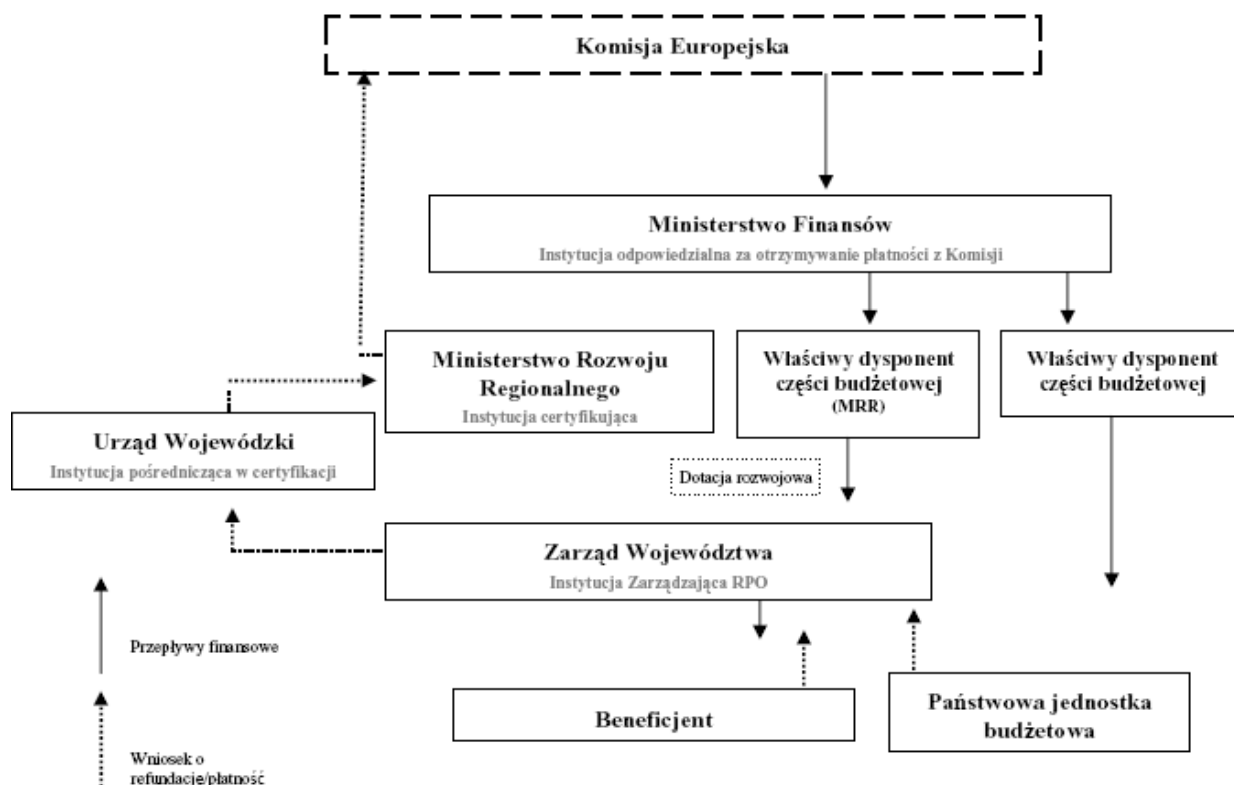 Komisja Europejska
Ministerstwo Finansów
Instytucja odpowiedzialna za otrzymywanie płatności z Komisji
Ministerstwo Rozwoju
Regionalnego
Instytucja certyfikująca
Właściwy dysponent
części budżetowej
(MRR)
Właściwy dysponent
części budżetowej
Urząd Wojewódzki
Instytucja pośrednicząca w certyfikacji
Dotacja rozwojowa
Zarząd Województwa
Instytucja Zarządzająca RPO
Przepływy finansowe
Beneficjent
Państwowa jednostka
budżetowa
Wniosek o
refundację/płatność